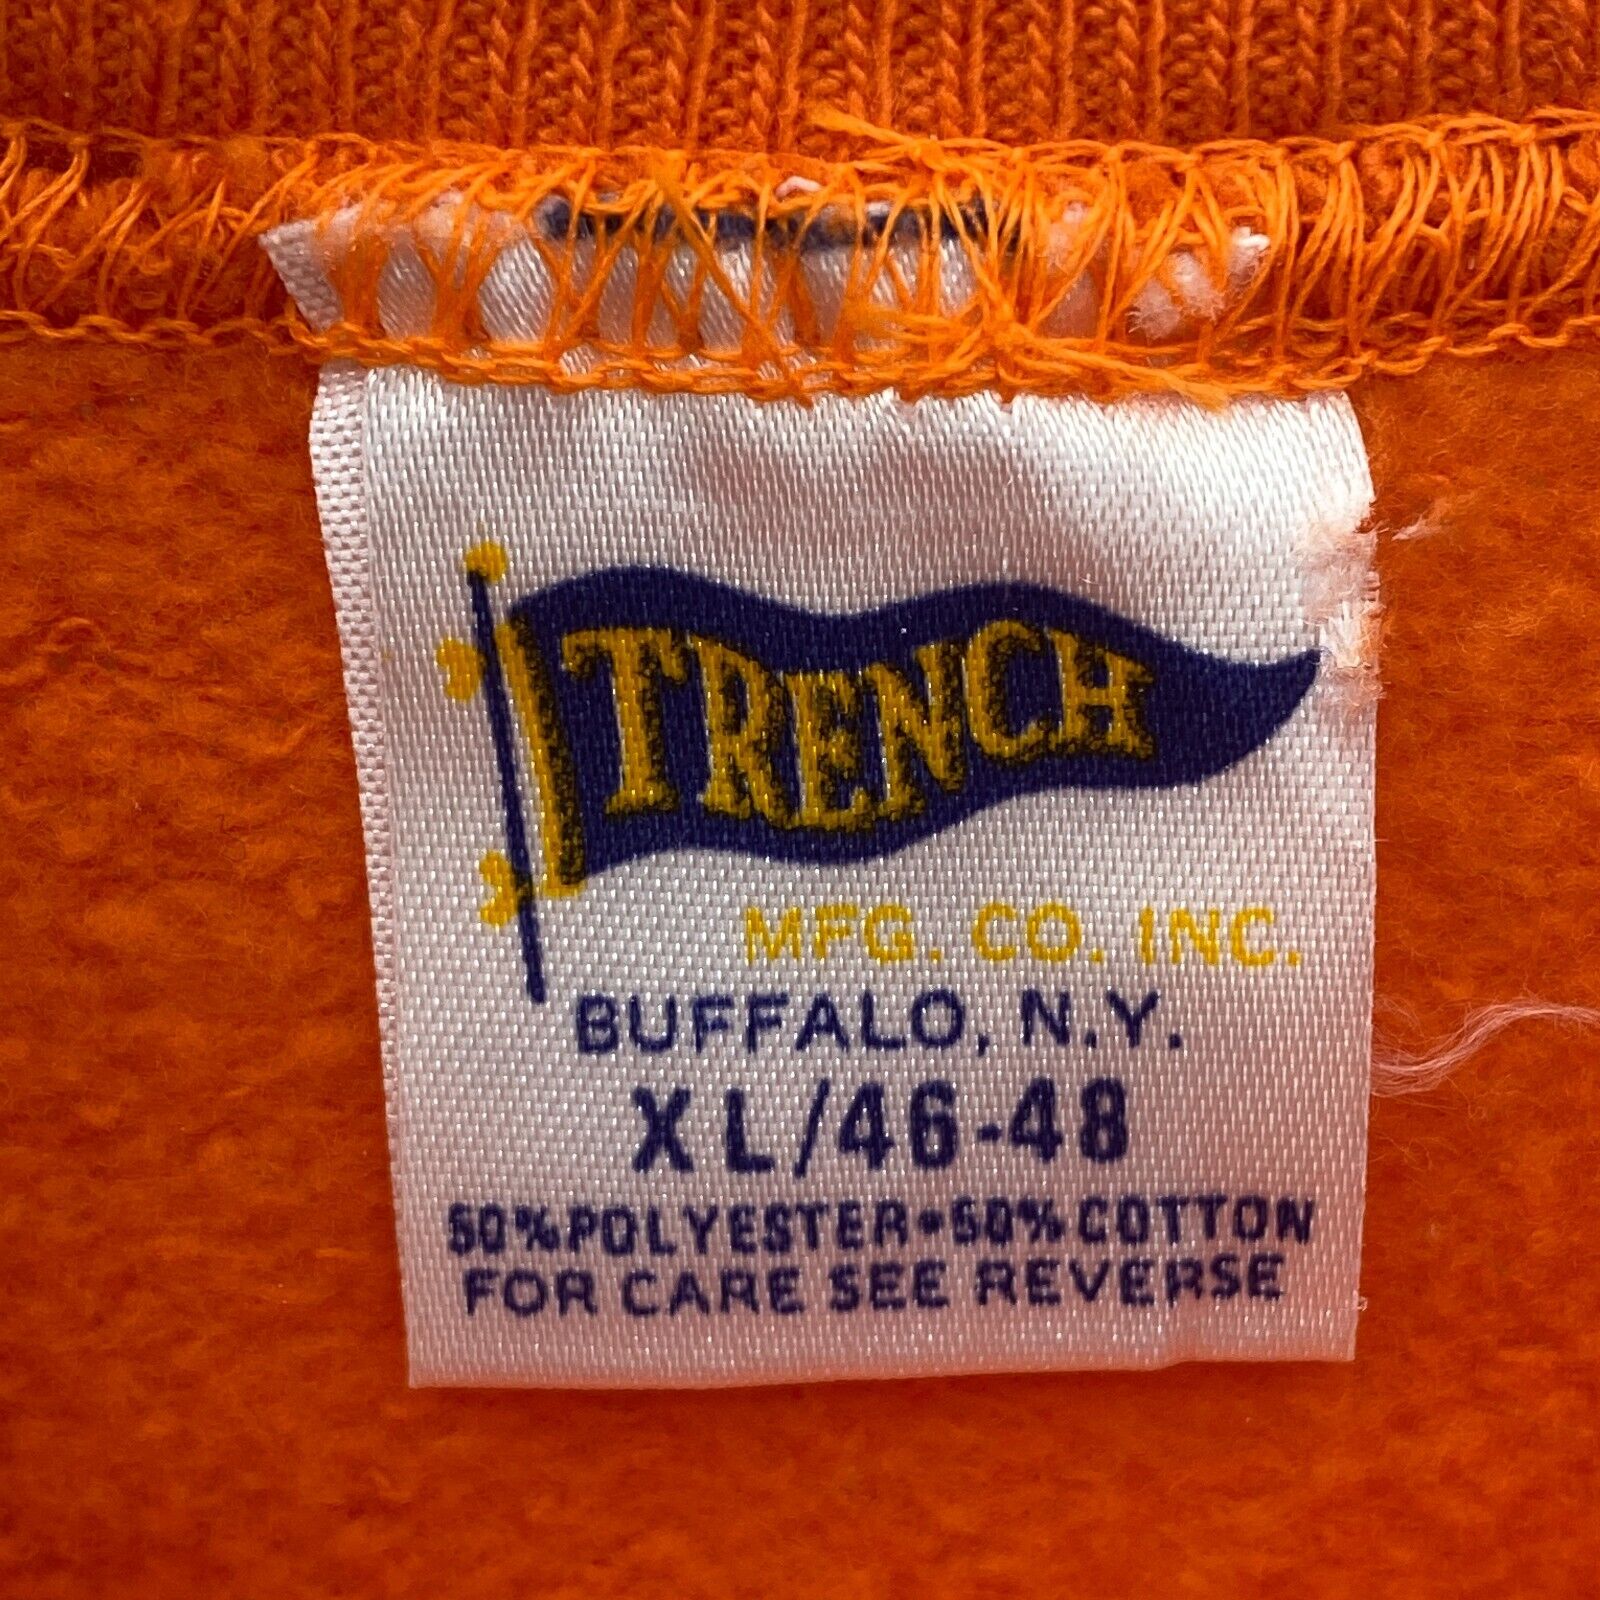 TRENCH
MFG. CO. INC.
BUFFALO, N.Y.
XL/46-48
50%POLYESTER•50%COTTON
FOR CARE SEE REVERSE